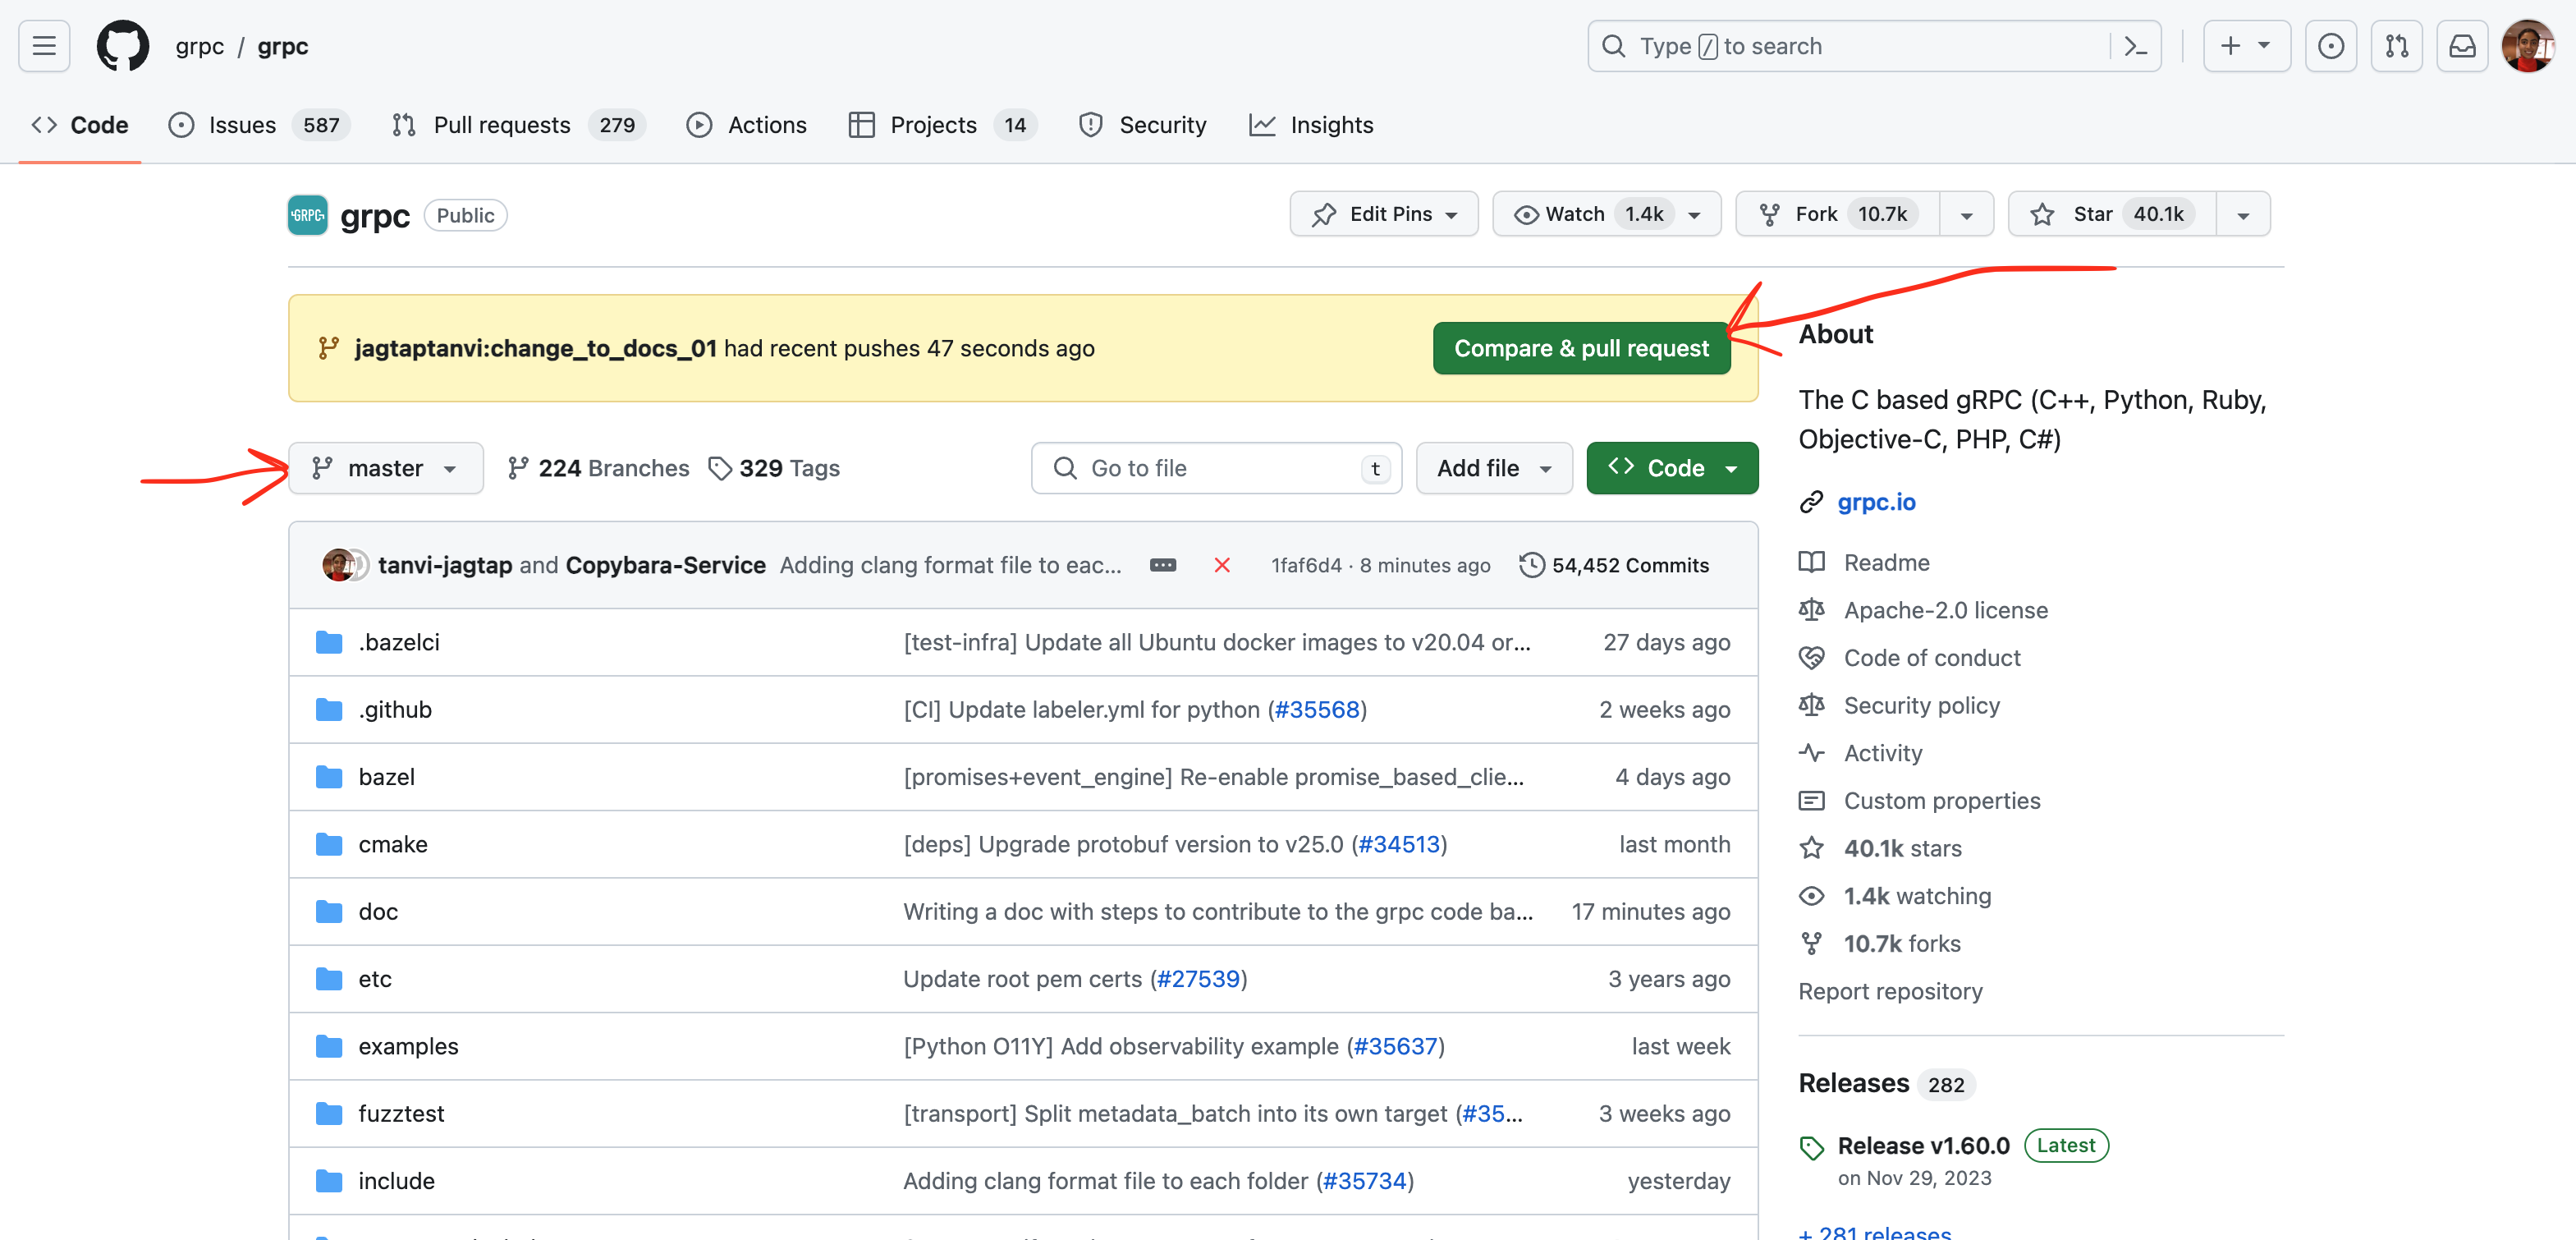 grpc / grpc
Type / to search
Code
Issues 587
Pull requests 279
Actions
Projects 14
Security
Insights
GRPC
grpc Public
Edit Pins
Watch 1.4k
Fork 10.7k
Star 40.1k
jagtaptanvi:change_to_docs_01 had recent pushes 47 seconds ago
Compare & pull request
master
224 Branches
329 Tags
Go to file t
Add file
Code
tanvi-jagtap and Copybara-Service Adding clang format file to eac... 1faf6d4 · 8 minutes ago 54,452 Commits
.bazelci [test-infra] Update all Ubuntu docker images to v20.04 or... 27 days ago
.github [CI] Update labeler.yml for python (#35568) 2 weeks ago
bazel [promises+event_engine] Re-enable promise_based_clie... 4 days ago
cmake [deps] Upgrade protobuf version to v25.0 (#34513) last month
doc Writing a doc with steps to contribute to the grpc code ba... 17 minutes ago
etc Update root pem certs (#27539) 3 years ago
examples [Python O11Y] Add observability example (#35637) last week
fuzztest [transport] Split metadata_batch into its own target (#35... 3 weeks ago
include Adding clang format file to each folder (#35734) yesterday
About
The C based gRPC (C++, Python, Ruby,
Objective-C, PHP, C#)
grpc.io
Readme
Apache-2.0 license
Code of conduct
Security policy
Activity
Custom properties
40.1k stars
1.4k watching
10.7k forks
Report repository
Releases 282
Release v1.60.0 Latest
on Nov 29, 2023
+ 281 releases